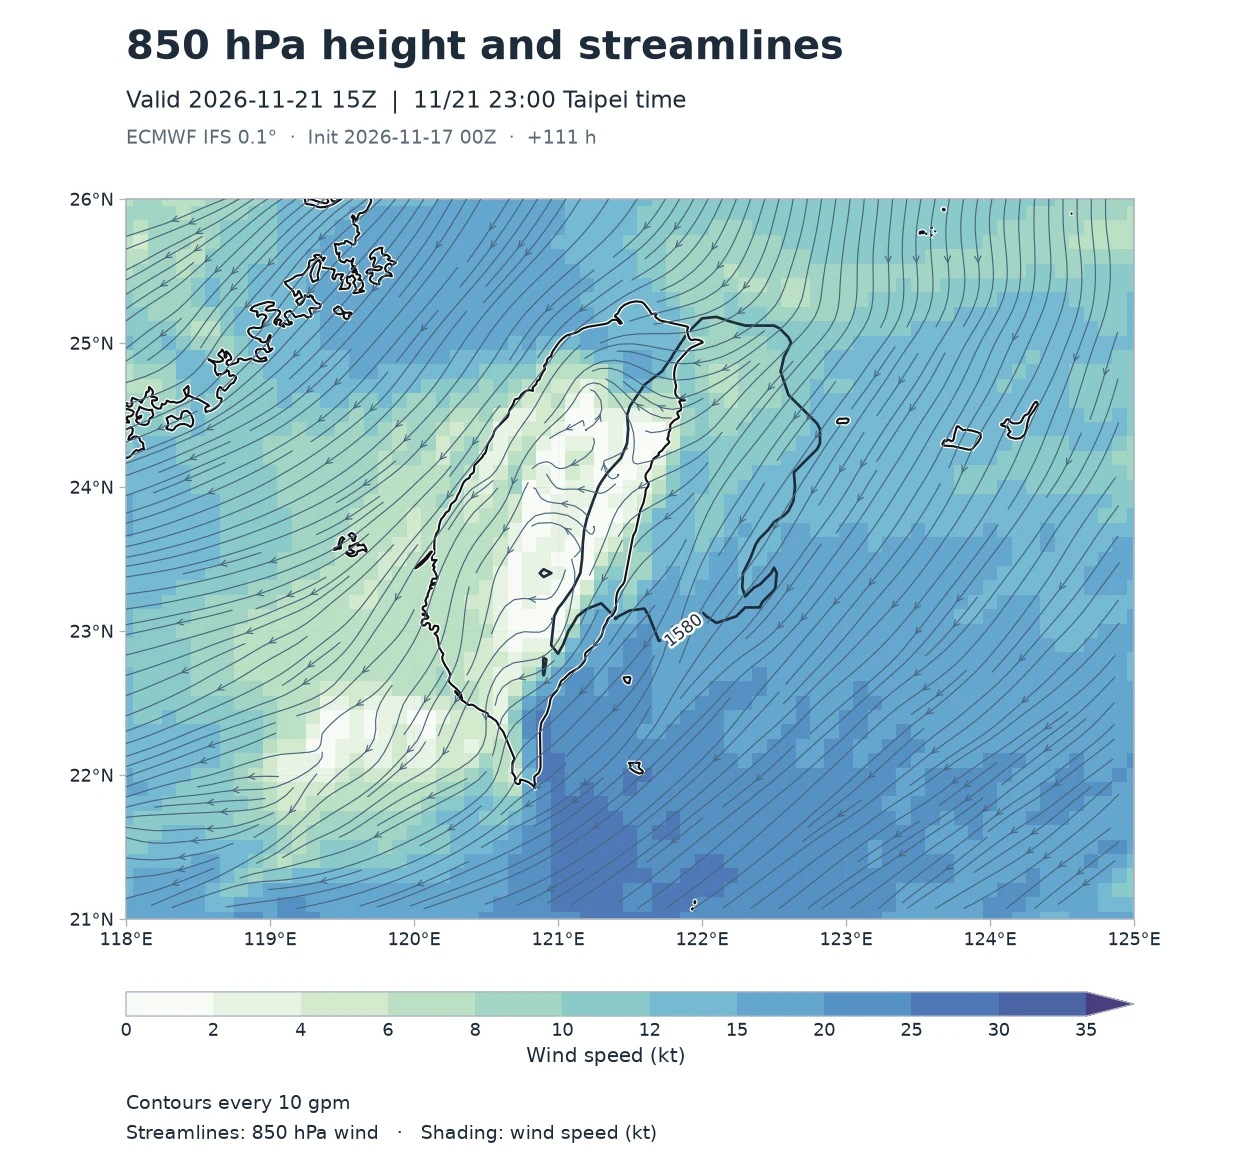 850 hPa height and streamlines
Valid 2026-11-21 15Z | 11/21 23:00 Taipei time
ECMWF IFS 0.1° · Init 2026-11-17 00Z · +111 h
26°N
25°N
24°N
23°N
22°N
21°N
1580
118°E 119°E 120°E 121°E 122°E 123°E 124°E 125°E
0 2 4 6 8 10 12 15 20 25 30 35
Wind speed (kt)
Contours every 10 gpm
Streamlines: 850 hPa wind · Shading: wind speed (kt)